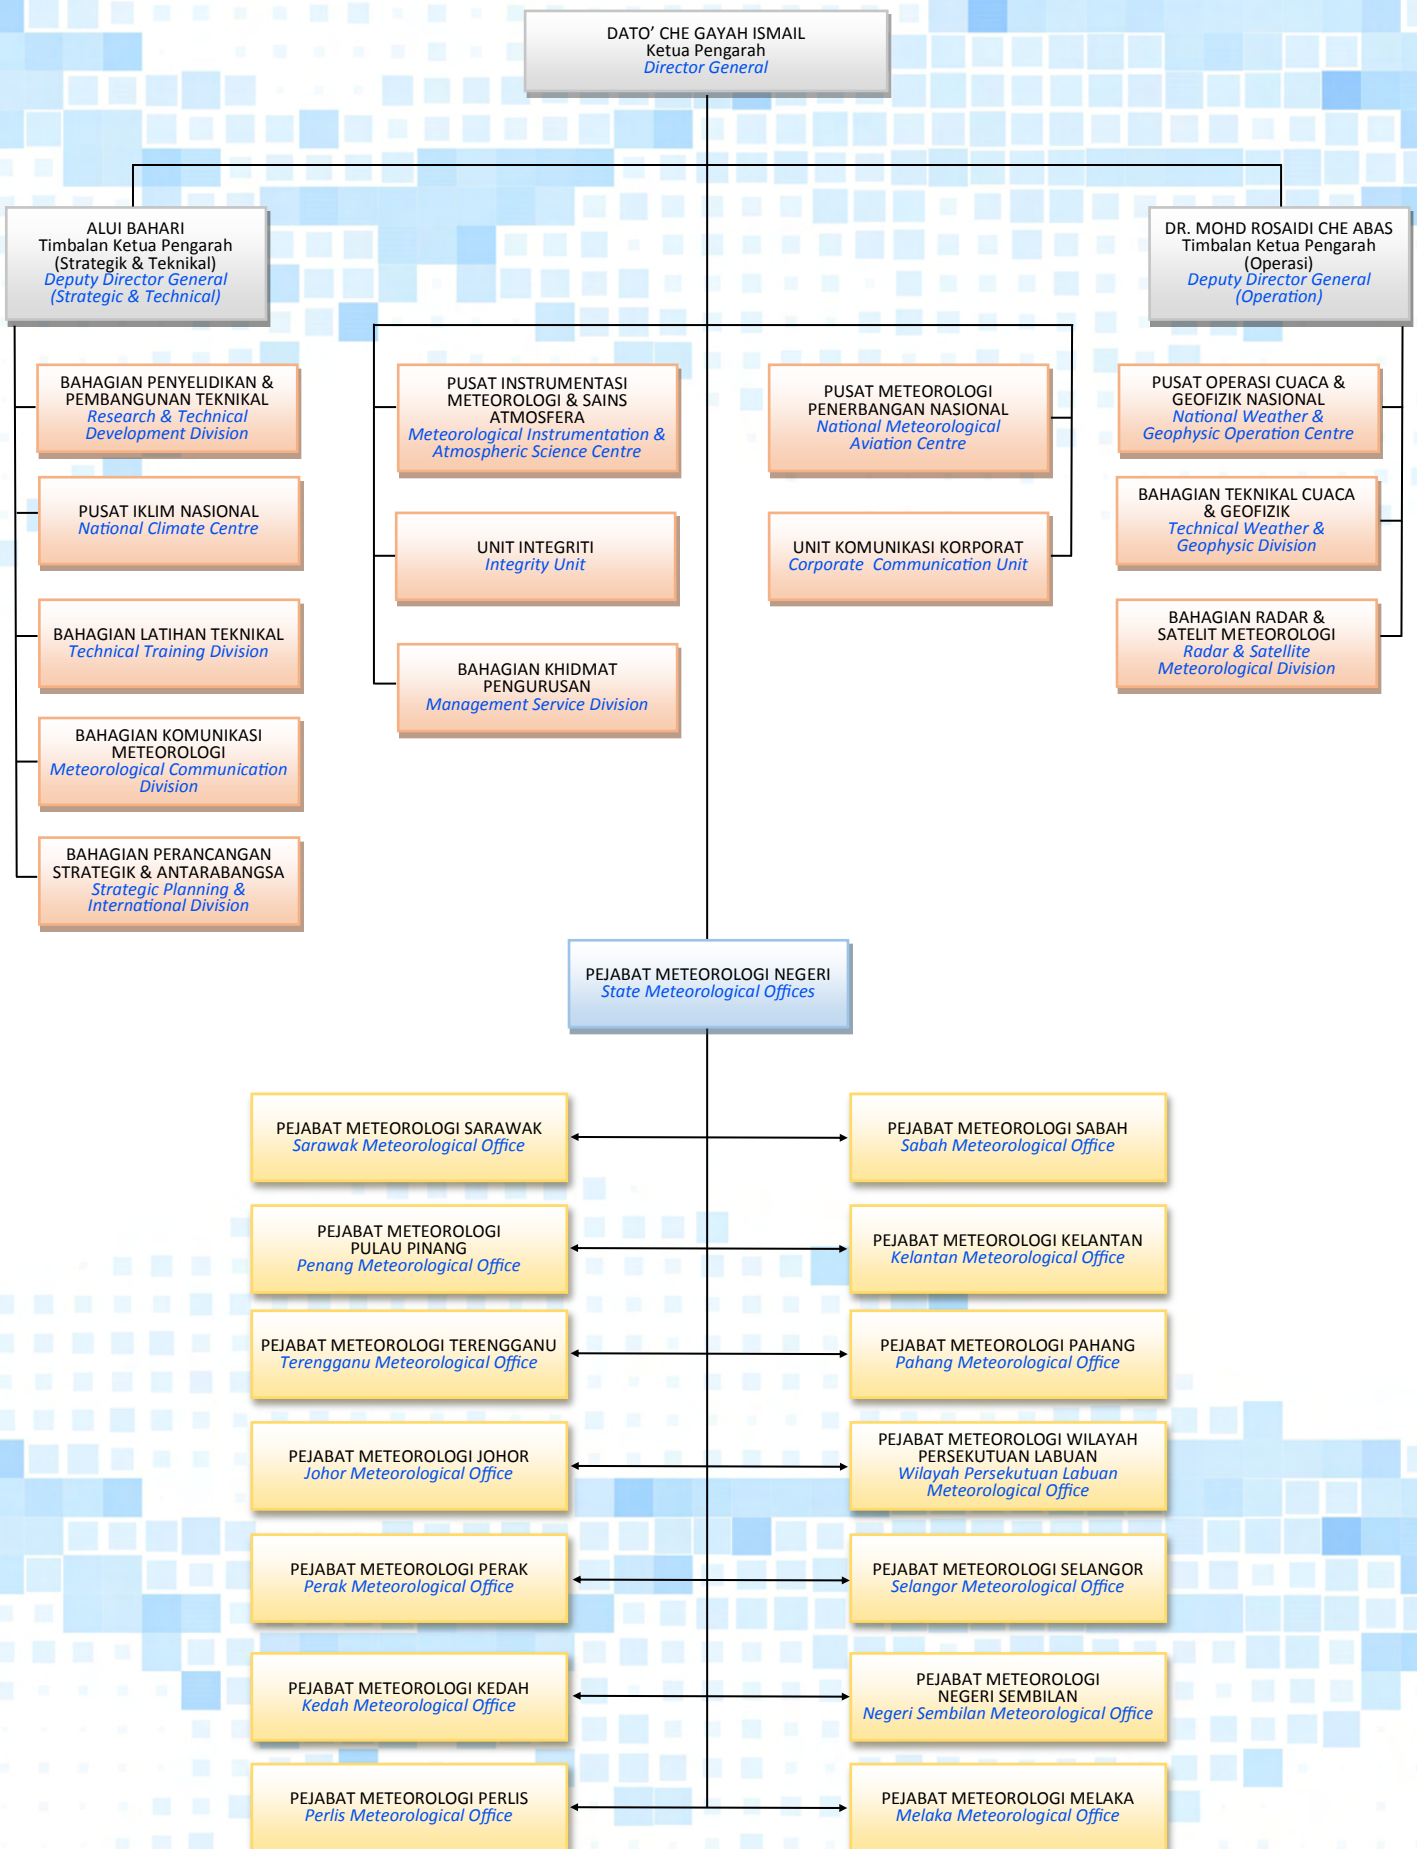 DATO’ CHE GAYAH ISMAIL
Ketua Pengarah
Director General
ALUI BAHARI
Timbalan Ketua Pengarah
(Strategik & Teknikal)
Deputy Director General
(Strategic & Technical)
DR. MOHD ROSAIDI CHE ABAS
Timbalan Ketua Pengarah
(Operasi)
Deputy Director General
(Operation)
BAHAGIAN PENYELIDIKAN &
PEMBANGUNAN TEKNIKAL
Research & Technical
Development Division
PUSAT IKLIM NASIONAL
National Climate Centre
BAHAGIAN LATIHAN TEKNIKAL
Technical Training Division
BAHAGIAN KOMUNIKASI
METEOROLOGI
Meteorological Communication
Division
BAHAGIAN PERANCANGAN
STRATEGIK & ANTARABANGSA
Strategic Planning &
International Division
PUSAT INSTRUMENTASI
METEOROLOGI & SAINS
ATMOSFERA
Meteorological Instrumentation &
Atmospheric Science Centre
UNIT INTEGRITI
Integrity Unit
BAHAGIAN KHIDMAT
PENGURUSAN
Management Service Division
PUSAT METEOROLOGI
PENERBANGAN NASIONAL
National Meteorological
Aviation Centre
UNIT KOMUNIKASI KORPORAT
Corporate  Communication Unit
PUSAT OPERASI CUACA &
GEOFIZIK NASIONAL
National Weather &
Geophysic Operation Centre
BAHAGIAN TEKNIKAL CUACA
& GEOFIZIK
Technical Weather &
Geophysic Division
BAHAGIAN RADAR &
SATELIT METEOROLOGI
Radar & Satellite
Meteorological Division
PEJABAT METEOROLOGI NEGERI
State Meteorological Offices
PEJABAT METEOROLOGI SARAWAK
Sarawak Meteorological Office
PEJABAT METEOROLOGI SABAH
Sabah Meteorological Office
PEJABAT METEOROLOGI
PULAU PINANG
Penang Meteorological Office
PEJABAT METEOROLOGI KELANTAN
Kelantan Meteorological Office
PEJABAT METEOROLOGI TERENGGANU
Terengganu Meteorological Office
PEJABAT METEOROLOGI PAHANG
Pahang Meteorological Office
PEJABAT METEOROLOGI JOHOR
Johor Meteorological Office
PEJABAT METEOROLOGI WILAYAH
PERSEKUTUAN LABUAN
Wilayah Persekutuan Labuan
Meteorological Office
PEJABAT METEOROLOGI PERAK
Perak Meteorological Office
PEJABAT METEOROLOGI SELANGOR
Selangor Meteorological Office
PEJABAT METEOROLOGI KEDAH
Kedah Meteorological Office
PEJABAT METEOROLOGI
NEGERI SEMBILAN
Negeri Sembilan Meteorological Office
PEJABAT METEOROLOGI PERLIS
Perlis Meteorological Office
PEJABAT METEOROLOGI MELAKA
Melaka Meteorological Office